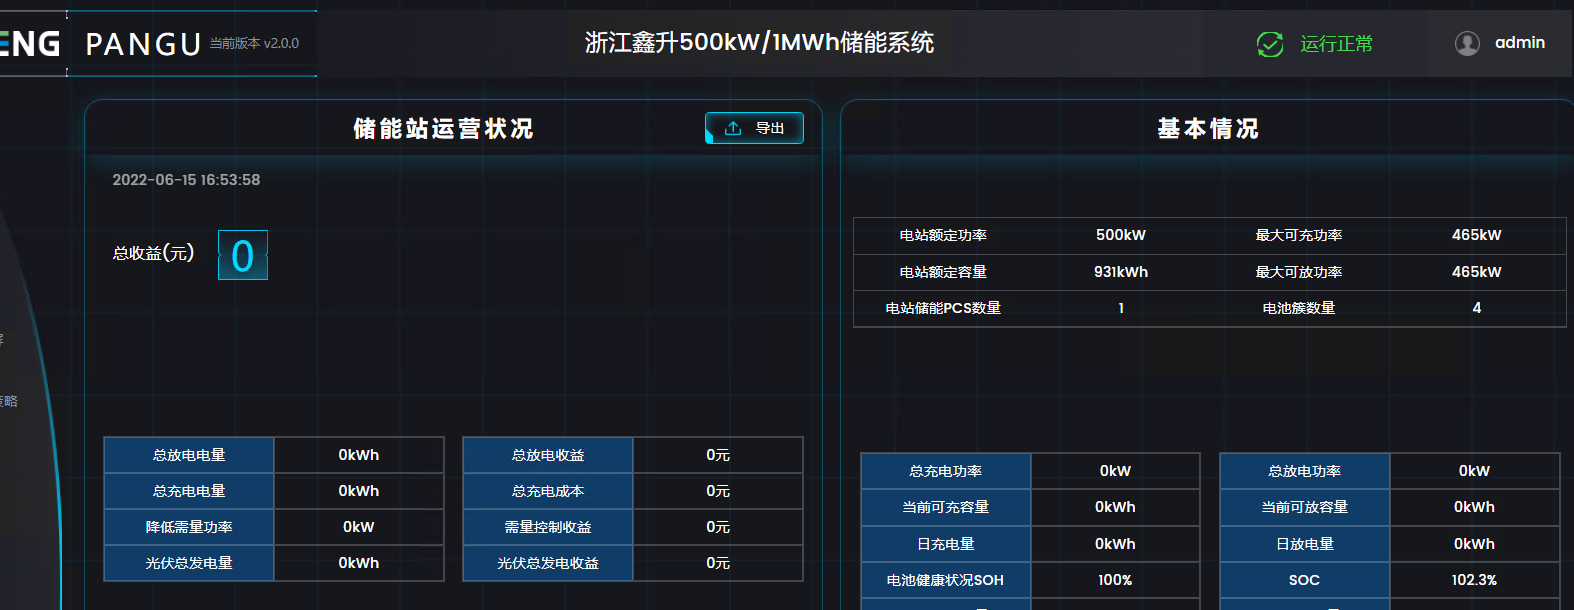 ENG PANGU 当前版本 v2.0.0
浙江鑫升500kW/1MWh储能系统
运行正常
admin
储能站运营状况
导出
2022-06-15 16:53:58
总收益(元) 0
总放电电量 0kWh 总放电收益 0元
总充电电量 0kWh 总充电成本 0元
降低需量功率 0kW 需量控制收益 0元
光伏总发电量 0kWh 光伏总发电收益 0元
基本情况
电站额定功率 500kW 最大可充功率 465kW
电站额定容量 931kWh 最大可放功率 465kW
电站储能PCS数量 1 电池簇数量 4
总充电功率 0kW 总放电功率 0kW
当前可充容量 0kWh 当前可放容量 0kWh
日充电量 0kWh 日放电量 0kWh
电池健康状况SOH 100% SOC 102.3%
略